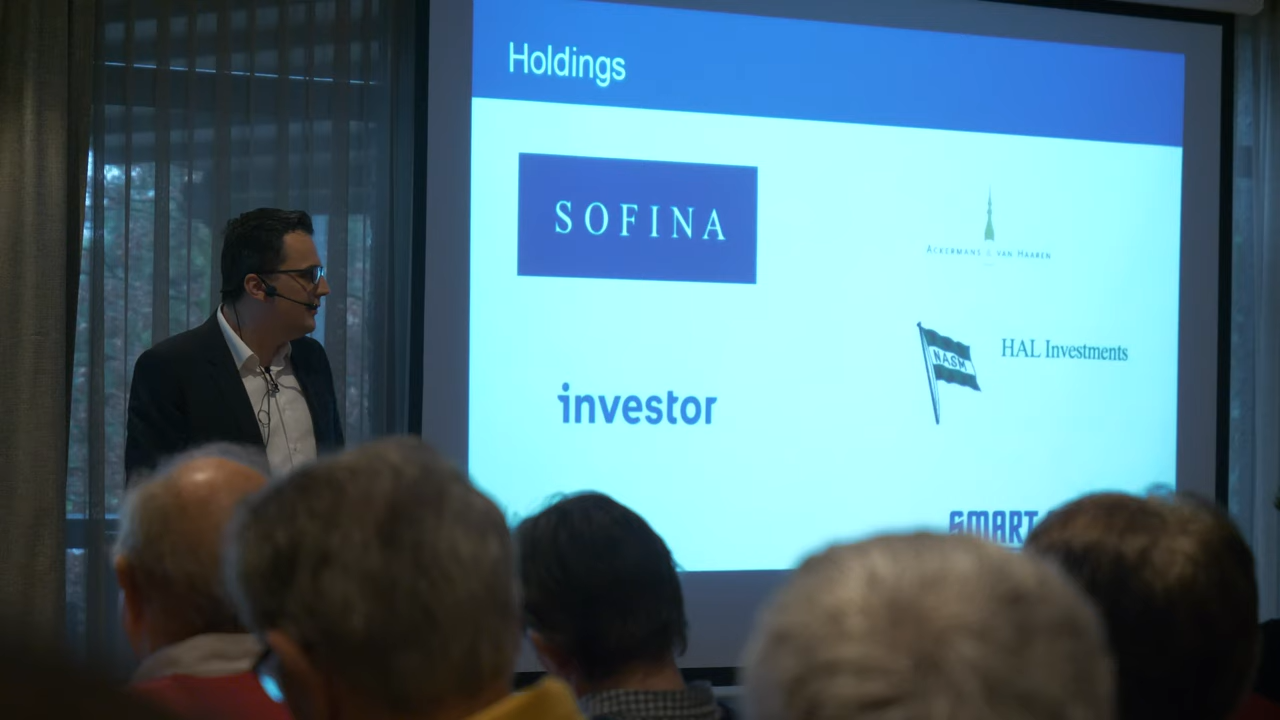 Holdings
SOFINA
ACKERMANS & VAN HAAREN
NASM
HAL Investments
investor
SMART